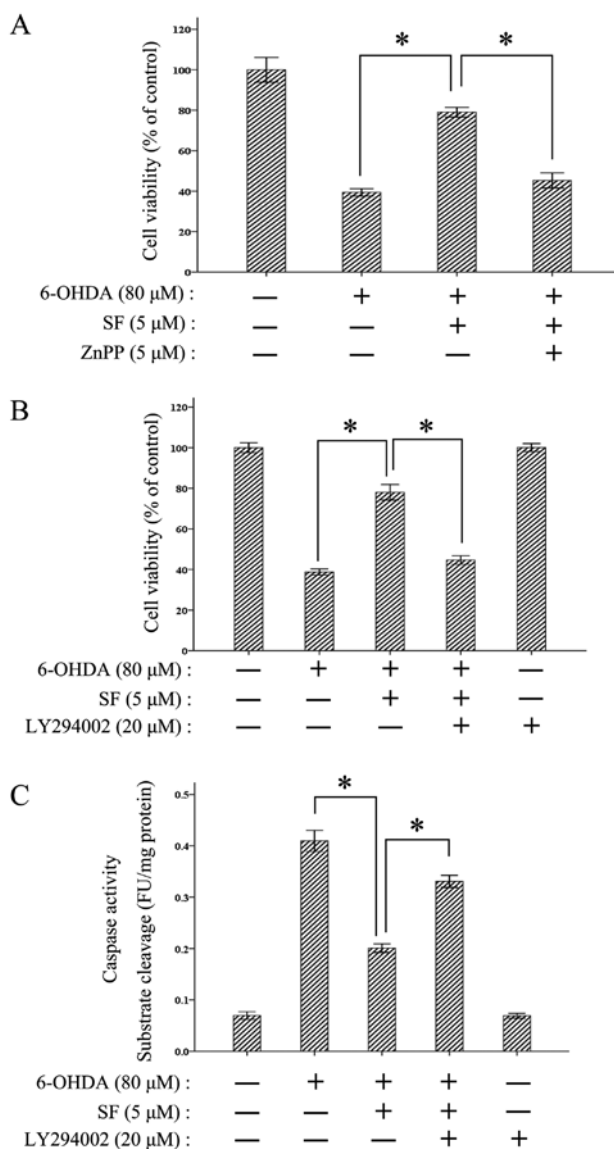 A
Cell viability (% of control)
120
100
80
60
40
20
0
* *
6-OHDA (80 μM) : — + + +
SF (5 μM) : — — + +
ZnPP (5 μM) : — — — +
B
Cell viability (% of control)
120
100
80
60
40
20
0
* *
6-OHDA (80 μM) : — + + + —
SF (5 μM) : — — + + —
LY294002 (20 μM) : — — — + +
C
Caspase activity
Substrate cleavage (FU/mg protein)
0.5
0.4
0.3
0.2
0.1
0.0
* *
6-OHDA (80 μM) : — + + + —
SF (5 μM) : — — + + —
LY294002 (20 μM) : — — — + +